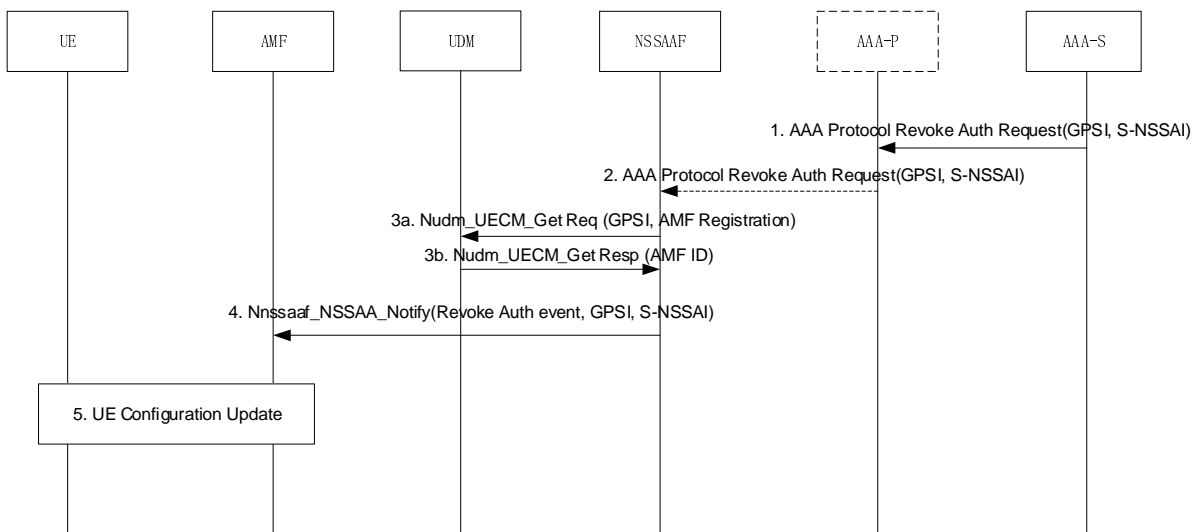 UE
AMF
UDM
NSSAAF
AAA-P
AAA-S
1. AAA Protocol Revoke Auth Request(GPSI, S-NSSAI)
2. AAA Protocol Revoke Auth Request(GPSI, S-NSSAI)
3a. Nudm_UECM_Get Req (GPSI, AMF Registration)
3b. Nudm_UECM_Get Resp (AMF ID)
4. Nnssaaf_NSSAA_Notify(Revoke Auth event, GPSI, S-NSSAI)
5. UE Configuration Update